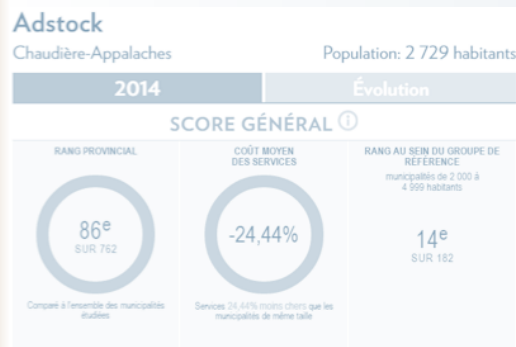 Adstock
Chaudière-Appalaches
Population: 2 729 habitants
2014
Évolution
SCORE GÉNÉRAL i
RANG PROVINCIAL
86e
SUR 762
Comparé à l'ensemble des municipalités
étudiées
COÛT MOYEN
DES SERVICES
-24,44%
Services 24,44% moins chers que les
municipalités de même taille
RANG AU SEIN DU GROUPE DE
RÉFÉRENCE
municipalités de 2 000 à
4 999 habitants
14e
SUR 182